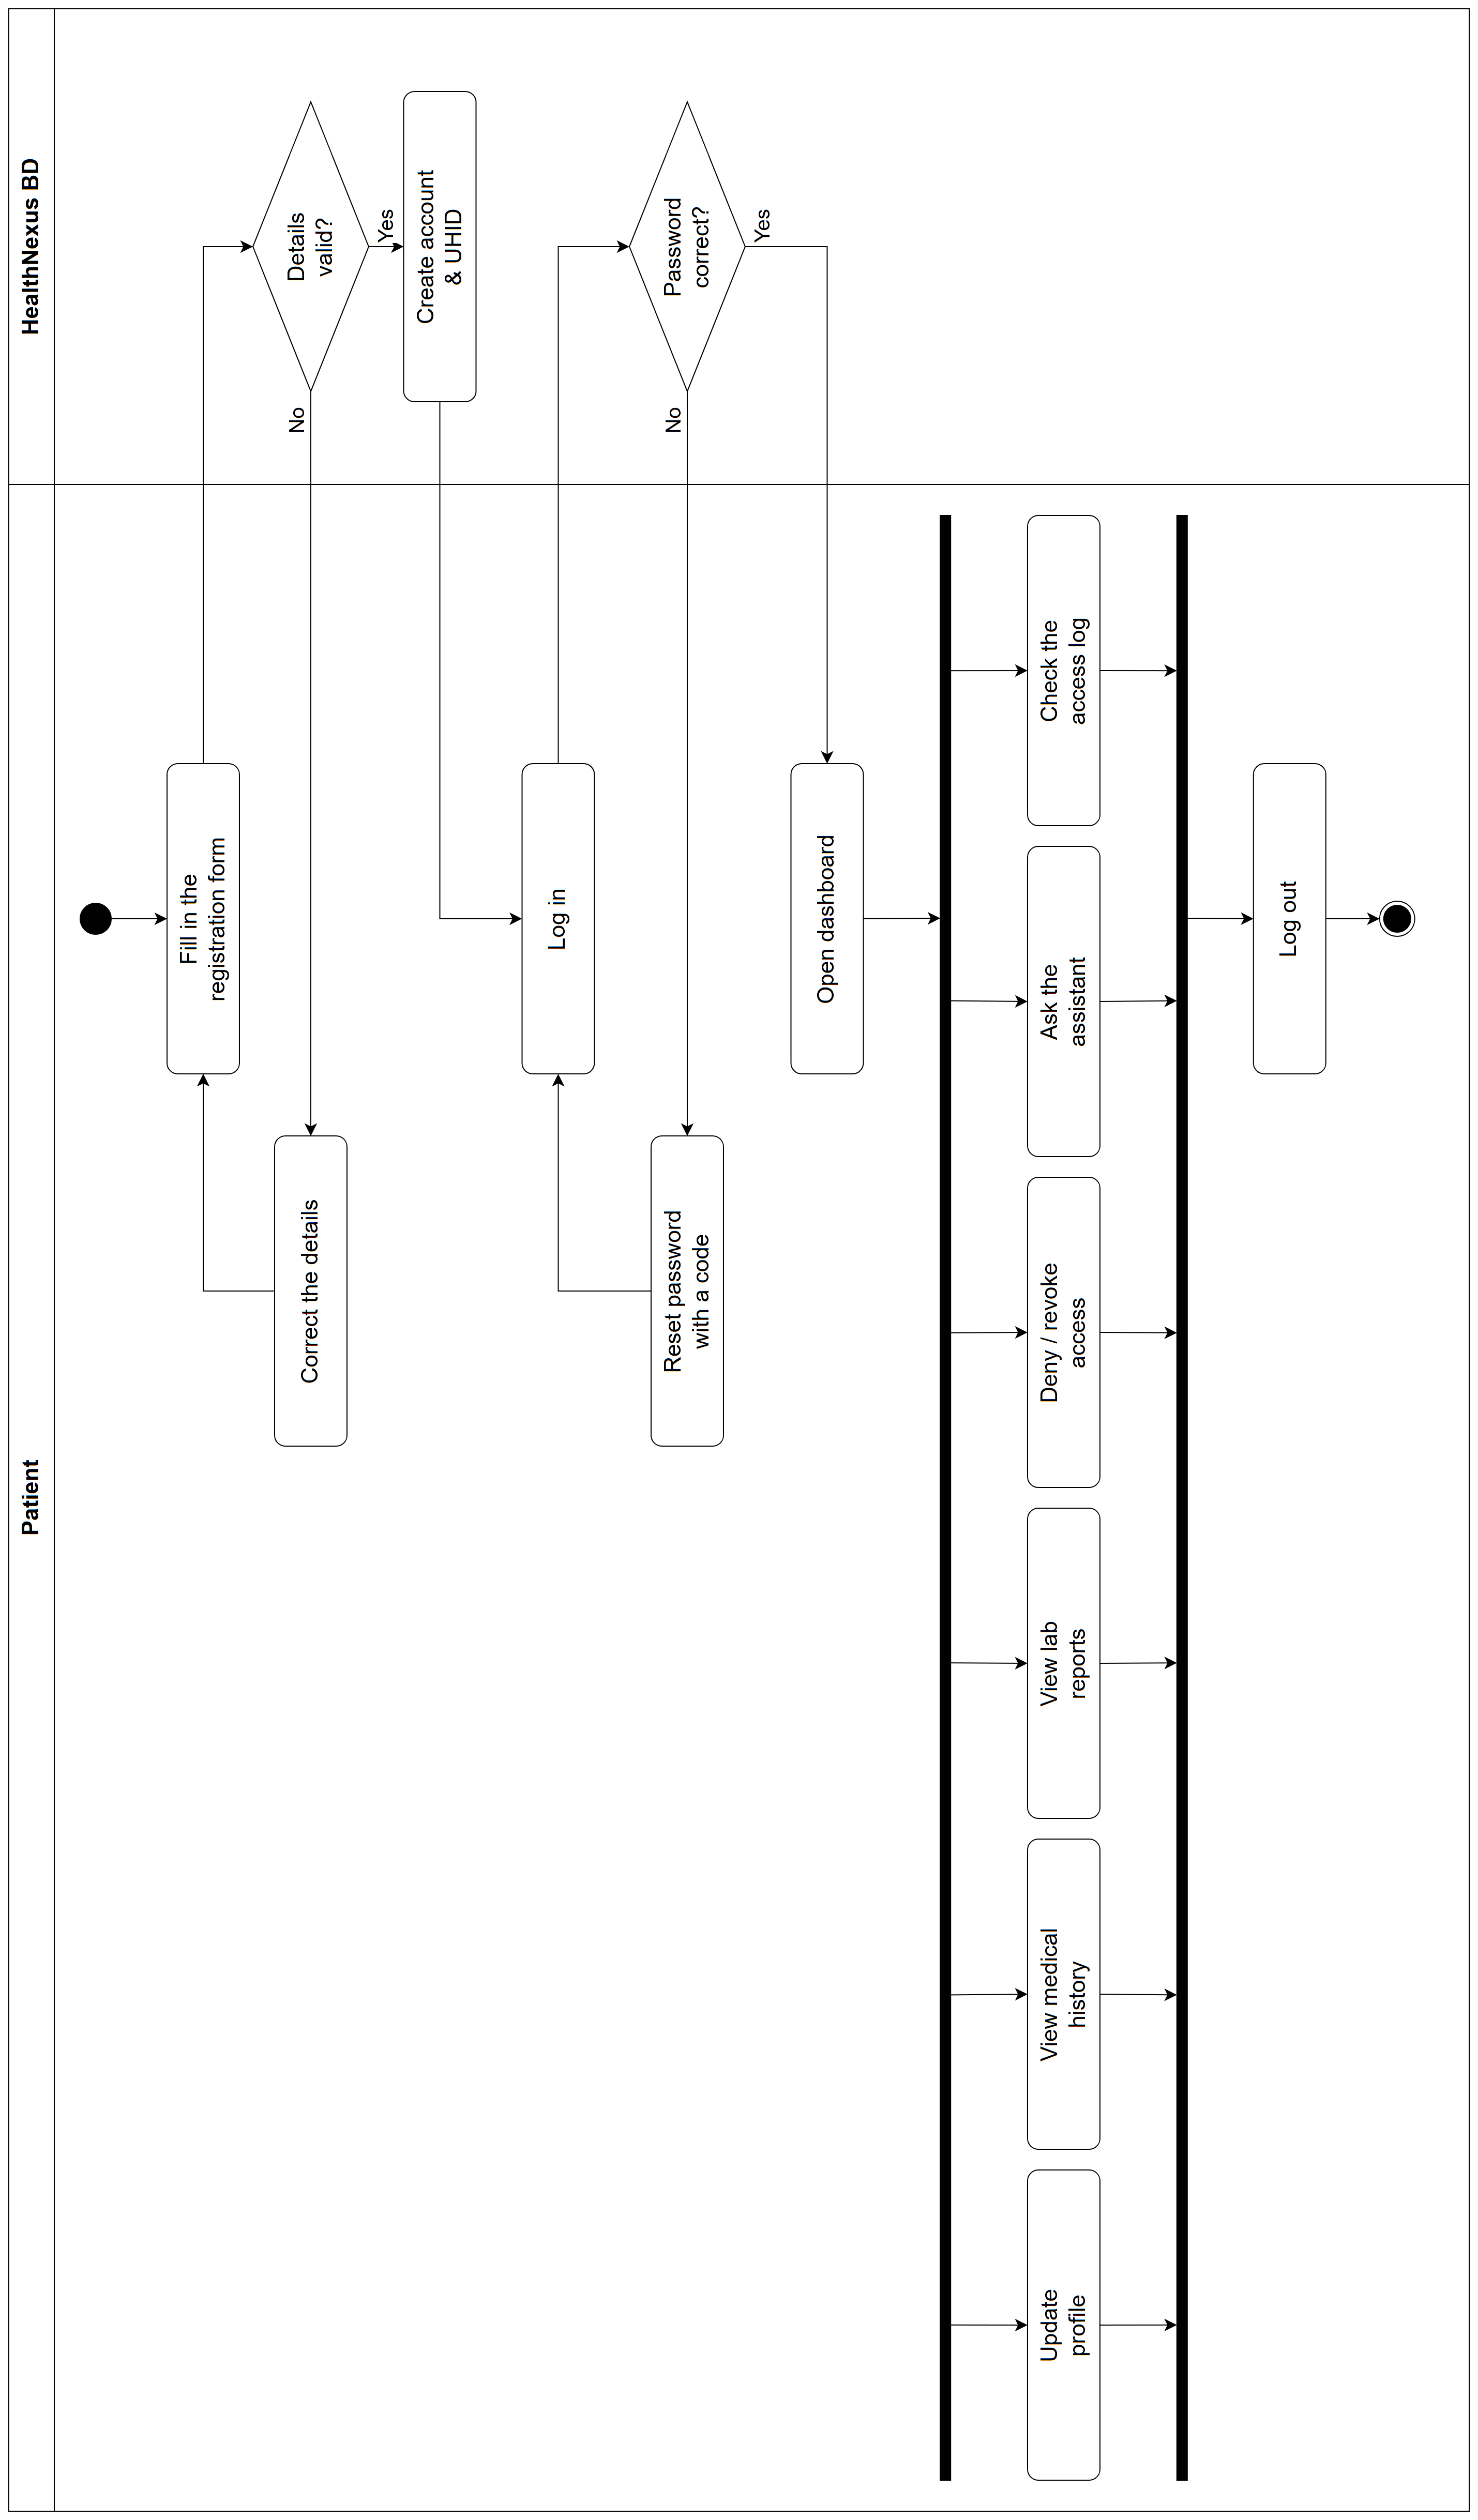 Patient
HealthNexus BD
Fill in the
registration form
Details
valid?
No
Yes
Correct the details
Create account
& UHID
Log in
Password
correct?
No
Yes
Reset password
with a code
Open dashboard
Update
profile
View medical
history
View lab
reports
Deny / revoke
access
Ask the
assistant
Check the
access log
Log out